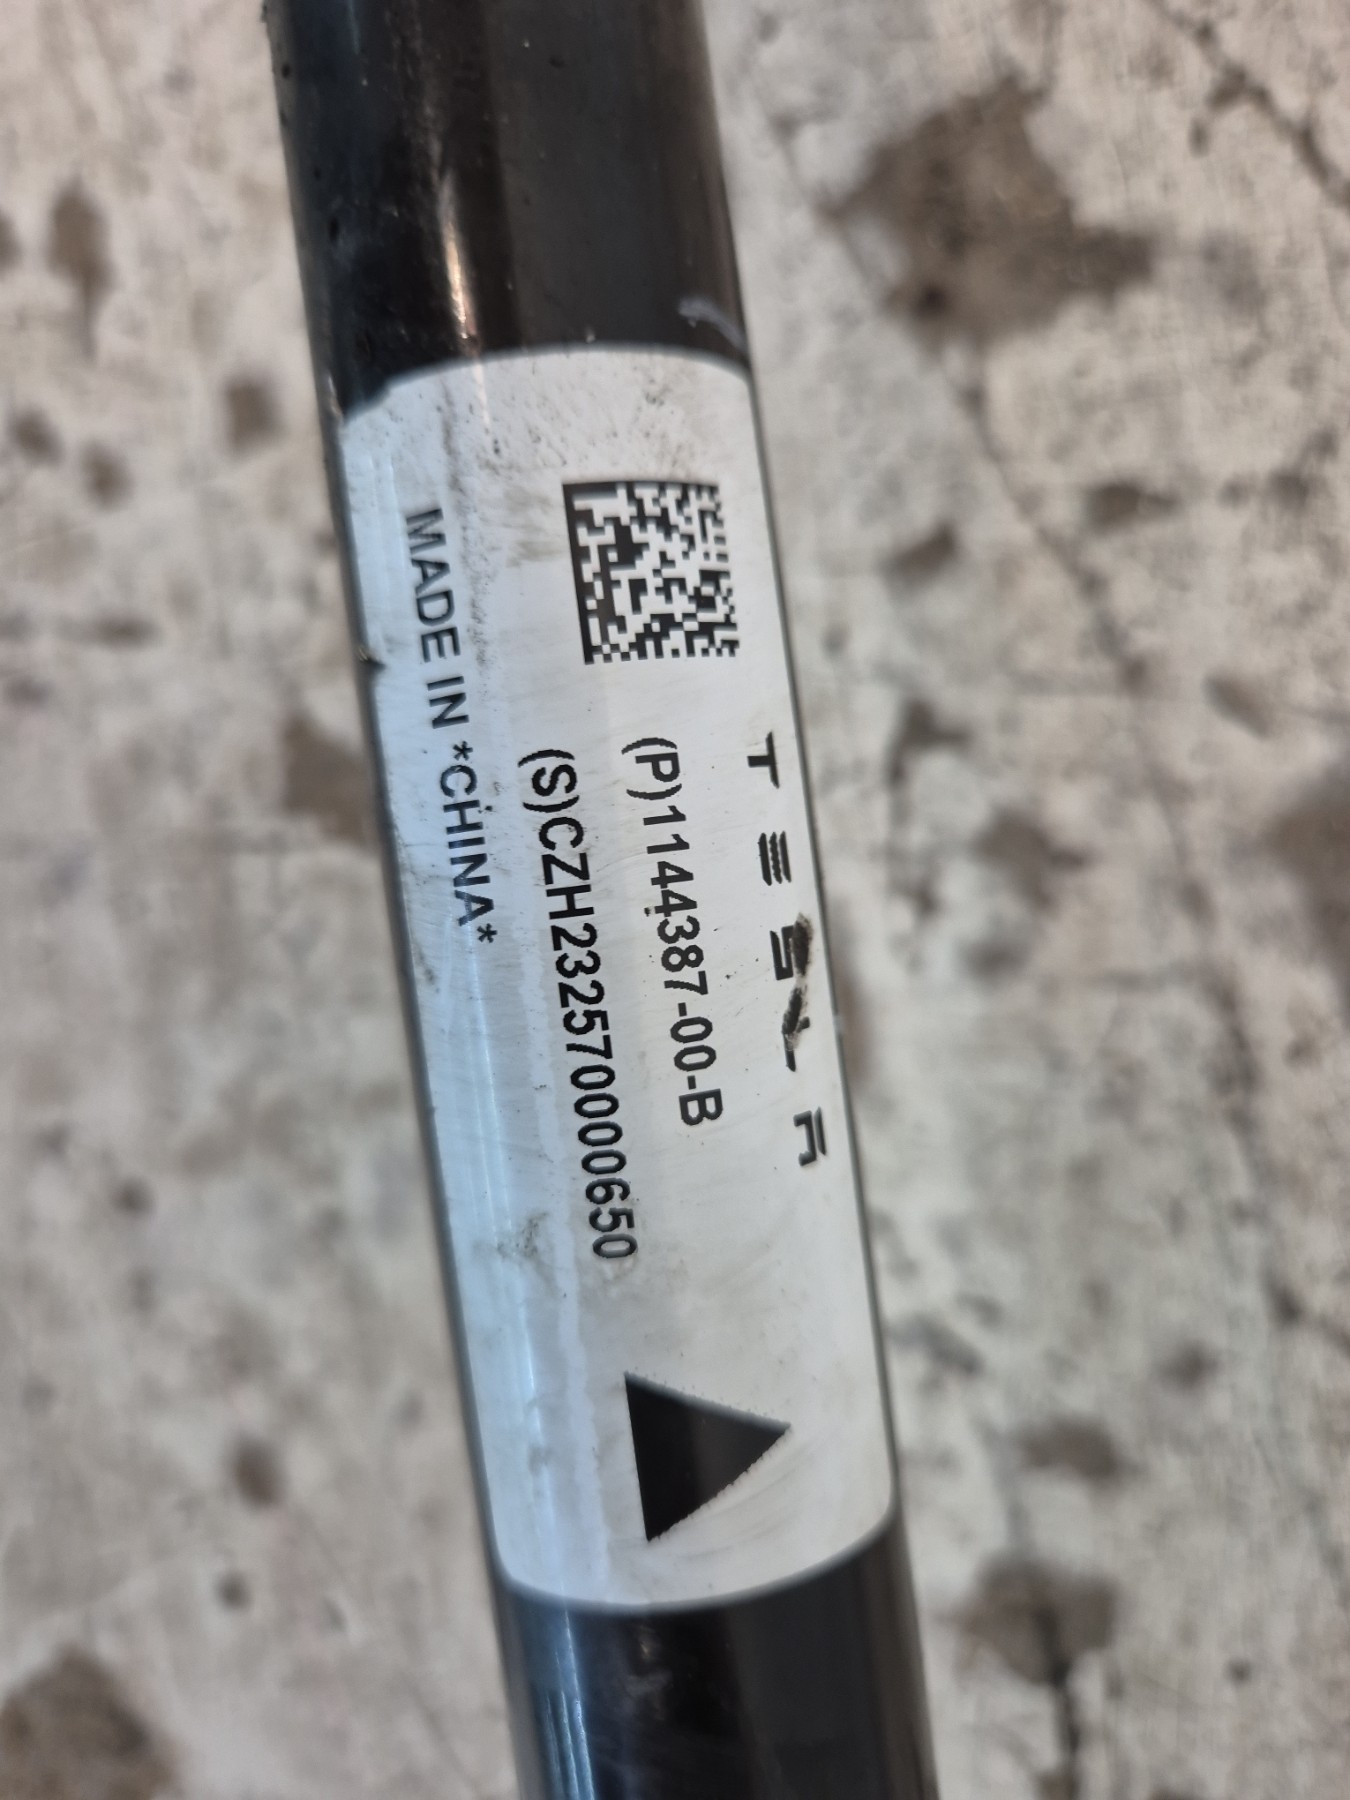 TESLA
(P)1144387-00-B
(S)CZH23257000650
MADE IN *CHINA*